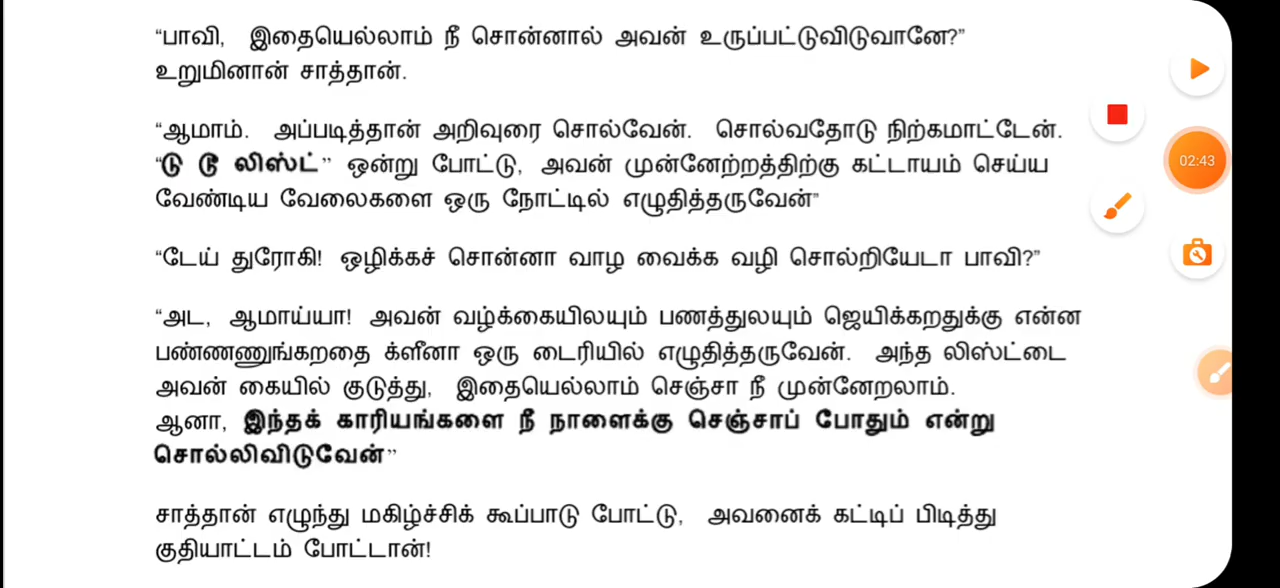 “பாவி, இதையெல்லாம் நீ சொன்னால் அவன் உருப்பட்டுவிடுவானே?”
உறுமினான் சாத்தான்.
“ஆமாம். அப்படித்தான் அறிவுரை சொல்வேன். சொல்வதோடு நிற்கமாட்டேன்.
“டு டூ லிஸ்ட்” ஒன்று போட்டு, அவன் முன்னேற்றத்திற்கு கட்டாயம் செய்ய
வேண்டிய வேலைகளை ஒரு நோட்டில் எழுதித்தருவேன்”
“டேய் துரோகி! ஒழிக்கச் சொன்னா வாழ வைக்க வழி சொல்றியேடா பாவி?”
“அட, ஆமாய்யா! அவன் வழ்க்கையிலயும் பணத்துலயும் ஜெயிக்கறதுக்கு என்ன
பண்ணணுங்கறதை க்ளீனா ஒரு டைரியில் எழுதித்தருவேன். அந்த லிஸ்ட்டை
அவன் கையில் குடுத்து, இதையெல்லாம் செஞ்சா நீ முன்னேறலாம்.
ஆனா, இந்தக் காரியங்களை நீ நாளைக்கு செஞ்சாப் போதும் என்று
சொல்லிவிடுவேன்”
சாத்தான் எழுந்து மகிழ்ச்சிக் கூப்பாடு போட்டு, அவனைக் கட்டிப் பிடித்து
குதியாட்டம் போட்டான்!
02:43